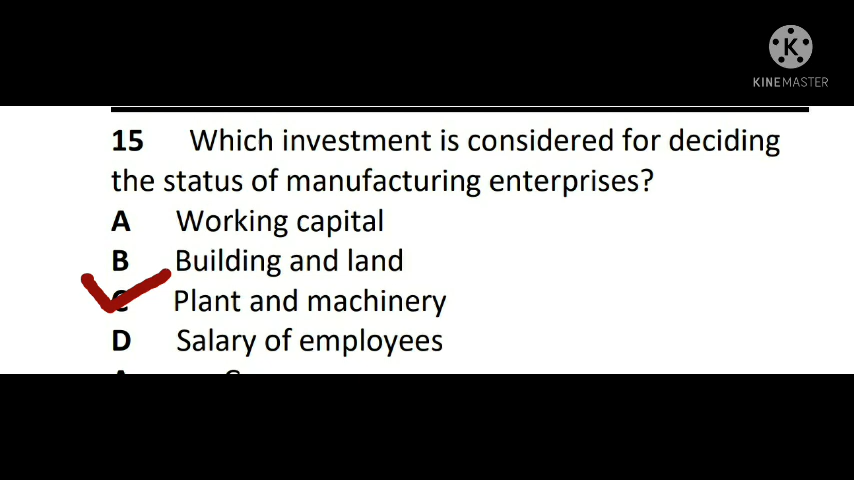 K
KINEMASTER
15 Which investment is considered for deciding
the status of manufacturing enterprises?
A Working capital
B Building and land
C Plant and machinery
D Salary of employees